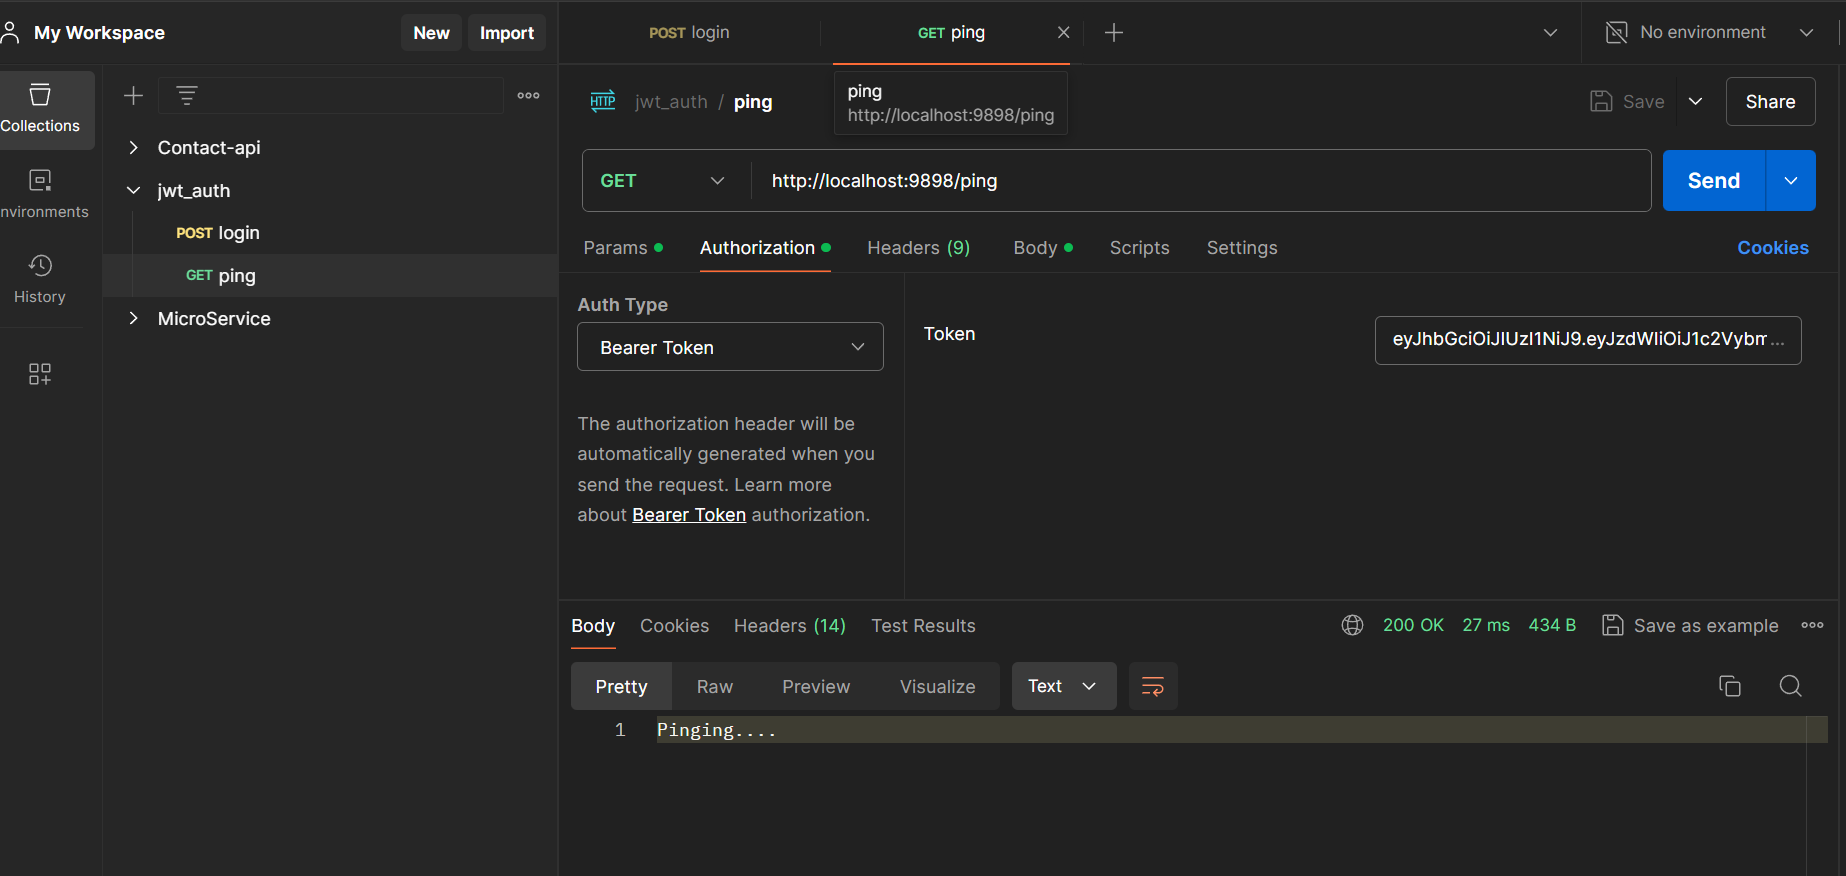 My Workspace
New
Import
POST login
GET ping
No environment
Collections
jwt_auth / ping
ping
http://localhost:9898/ping
Save
Share
Contact-api
GET
http://localhost:9898/ping
Send
jwt_auth
nvironments
POST login
Params
Authorization
Headers (9)
Body
Scripts
Settings
Cookies
GET ping
History
Auth Type
MicroService
Bearer Token
Token
eyJhbGciOiJIUzI1NiJ9.eyJzdWIiOiJ1c2Vybm...
The authorization header will be
automatically generated when you
send the request. Learn more
about Bearer Token authorization.
Body
Cookies
Headers (14)
Test Results
200 OK
27 ms
434 B
Save as example
Pretty
Raw
Preview
Visualize
Text
1 Pinging....